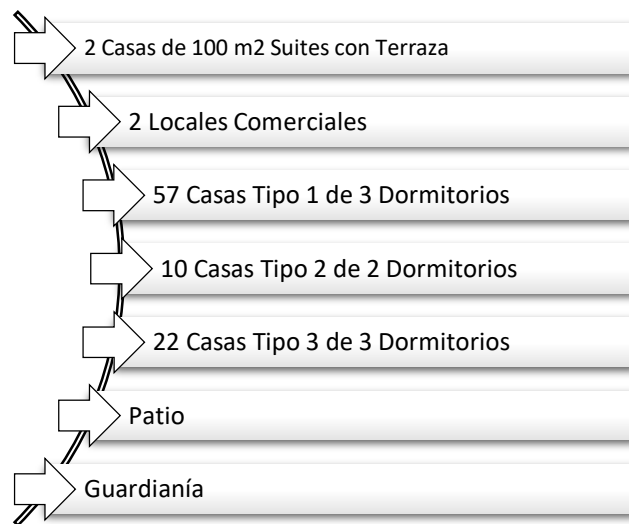 2 Casas de 100 m2 Suites con Terraza
2 Locales Comerciales
57 Casas Tipo 1 de 3 Dormitorios
10 Casas Tipo 2 de 2 Dormitorios
22 Casas Tipo 3 de 3 Dormitorios
Patio
Guardianía